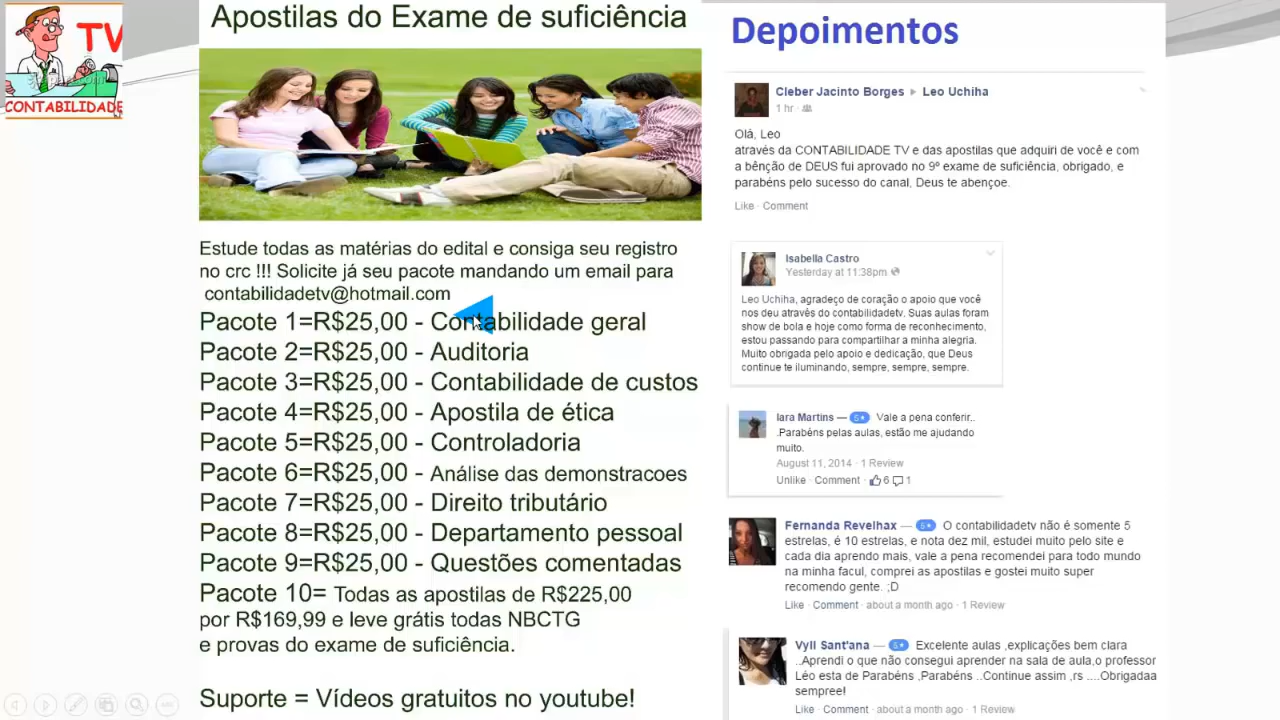 TV
CONTABILIDADE
Apostilas do Exame de suficiência
Estude todas as matérias do edital e consiga seu registro
no crc !!! Solicite já seu pacote mandando um email para
contabilidadetv@hotmail.com
Pacote 1=R$25,00 - Contabilidade geral
Pacote 2=R$25,00 - Auditoria
Pacote 3=R$25,00 - Contabilidade de custos
Pacote 4=R$25,00 - Apostila de ética
Pacote 5=R$25,00 - Controladoria
Pacote 6=R$25,00 - Análise das demonstracoes
Pacote 7=R$25,00 - Direito tributário
Pacote 8=R$25,00 - Departamento pessoal
Pacote 9=R$25,00 - Questões comentadas
Pacote 10= Todas as apostilas de R$225,00
por R$169,99 e leve grátis todas NBCTG
e provas do exame de suficiência.
Suporte = Vídeos gratuitos no youtube!
Depoimentos
Cleber Jacinto Borges ▸ Leo Uchiha
1 hr ·
Olá, Leo
através da CONTABILIDADE TV e das apostilas que adquiri de você e com
a bênção de DEUS fui aprovado no 9º exame de suficiência, obrigado, e
parabéns pelo sucesso do canal, Deus te abençoe.
Like · Comment
Isabella Castro
Yesterday at 11:38pm
Leo Uchiha, agradeço de coração o apoio que você
nos deu através do contabilidadetv. Suas aulas foram
show de bola e hoje como forma de reconhecimento,
estou passando para compartilhar a minha alegria.
Muito obrigada pelo apoio e dedicação, que Deus
continue te iluminando, sempre, sempre, sempre.
Iara Martins — 5★ Vale a pena conferir..
.Parabéns pelas aulas, estão me ajudando
muito.
August 11, 2014 · 1 Review
Unlike · Comment · 6 1
Fernanda Revelhax — 5★ O contabilidadetv não é somente 5
estrelas, é 10 estrelas, e nota dez mil, estudei muito pelo site e
cada dia aprendo mais, vale a pena recomendei para todo mundo
na minha facul, comprei as apostilas e gostei muito super
recomendo gente. ;D
Like · Comment · about a month ago · 1 Review
Vyll Sant'ana — 5★ Excelente aulas ,explicações bem clara
..Aprendi o que não consegui aprender na sala de aula,o professor
Léo esta de Parabéns ,Parabéns ..Continue assim ,rs ....Obrigadaa
sempree!
Like · Comment · about a month ago · 1 Review